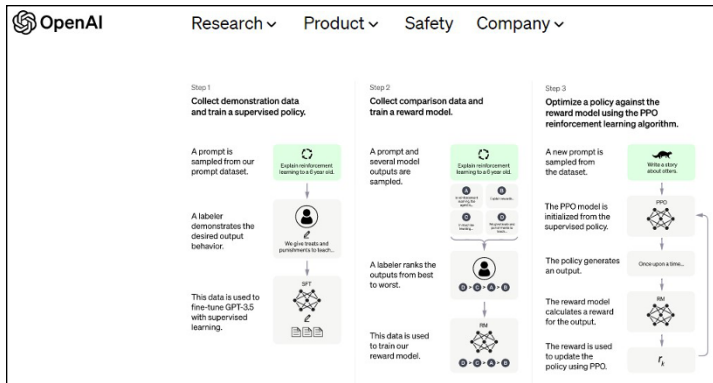 OpenAI
Research Product Safety Company
Step 1
Collect demonstration data
and train a supervised policy.
A prompt is
sampled from our
prompt dataset.
Explain reinforcement
learning to a 6 year old.
A labeler
demonstrates the
desired output
behavior.
We give treats and
punishments to teach...
This data is used to
fine-tune GPT-3.5
with supervised
learning.
SFT
Step 2
Collect comparison data and
train a reward model.
A prompt and
several model
outputs are
sampled.
Explain reinforcement
learning to a 6 year old.
A
B
C
D
A labeler ranks the
outputs from best
to worst.
D > C > A > B
This data is used
to train our
reward model.
RM
D > C > A > B
Step 3
Optimize a policy against the
reward model using the PPO
reinforcement learning algorithm.
A new prompt is
sampled from
the dataset.
Write a story
about otters.
The PPO model is
initialized from the
supervised policy.
PPO
The policy generates
an output.
Once upon a time...
The reward model
calculates a reward
for the output.
RM
The reward is used
to update the
policy using PPO.
rₖ